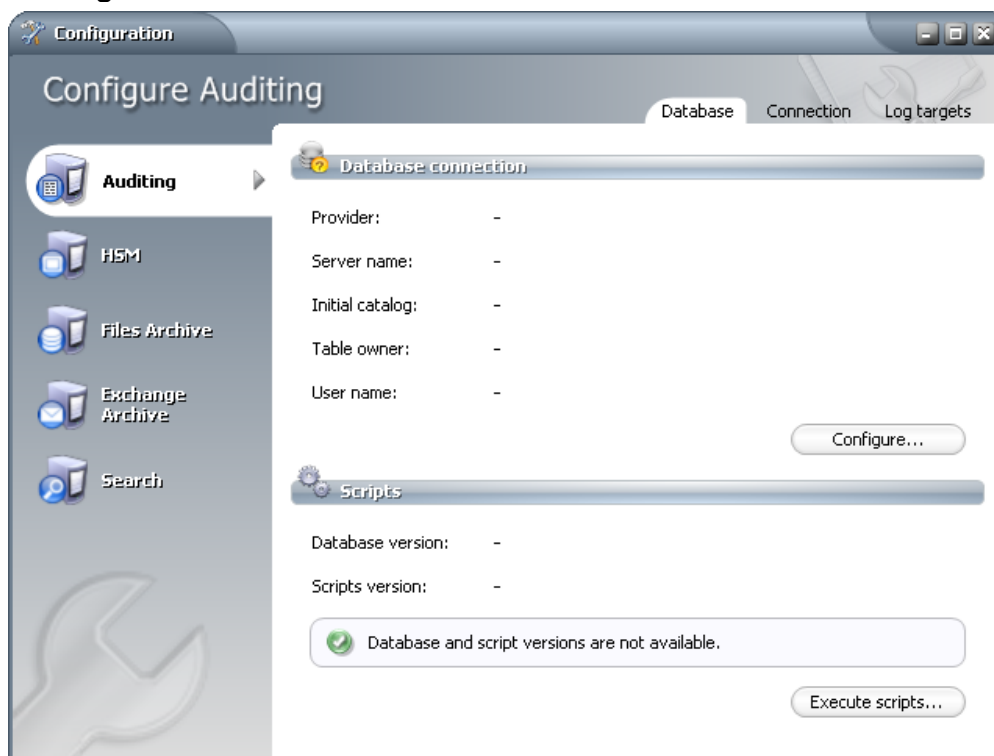 Configuration
Configure Auditing
Database Connection Log targets
Auditing
HSM
Files Archive
Exchange
Archive
Search
Database connection
Provider: -
Server name: -
Initial catalog: -
Table owner: -
User name: -
Configure...
Scripts
Database version: -
Scripts version: -
Database and script versions are not available.
Execute scripts...